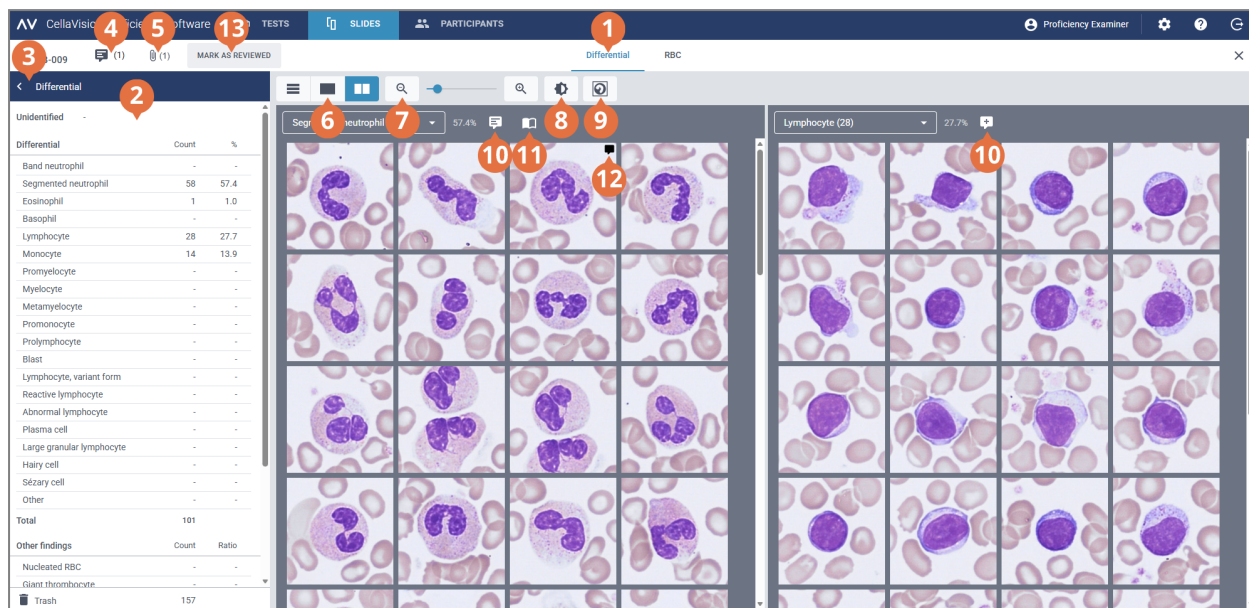 1
13
4
5
CellaVision
TESTS
SLIDES
PARTICIPANTS
Proficiency Examiner
3
-009
(1)
(1)
MARK AS REVIEWED
Differential
RBC
Differential
2
6
7
8
9
Unidentified -
Differential Count %
Band neutrophil - -
Segmented neutrophil 58 57.4
Eosinophil 1 1.0
Basophil - -
Lymphocyte 28 27.7
Monocyte 14 13.9
Promyelocyte - -
Myelocyte - -
Metamyelocyte - -
Promonocyte - -
Prolymphocyte - -
Blast - -
Lymphocyte, variant form - -
Reactive lymphocyte - -
Abnormal lymphocyte - -
Plasma cell - -
Large granular lymphocyte - -
Hairy cell - -
Sézary cell - -
Other - -
Total 101
Other findings Count Ratio
Nucleated RBC - -
Giant thrombocyte - -
Trash 157
neutrophil
57.4%
10
11
12
Lymphocyte (28)
27.7%
10